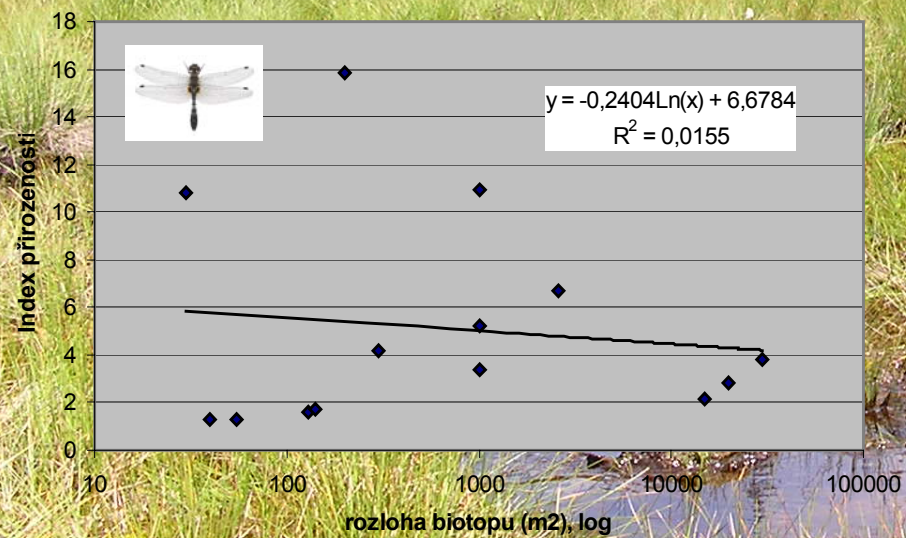 18
16
14
12
10
8
6
4
2
0
Index přirozenosti
y = -0,2404Ln(x) + 6,6784
R² = 0,0155
10 100 1000 10000 100000
rozloha biotopu (m2), log